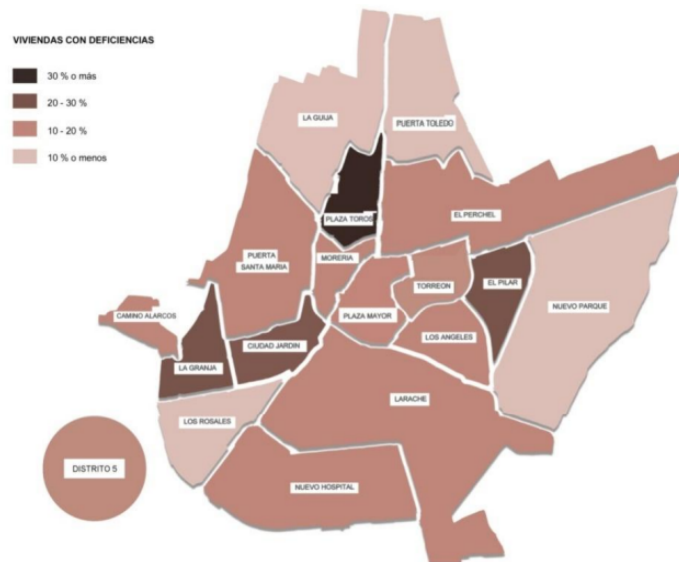 VIVIENDAS CON DEFICIENCIAS
30 % o más
20 - 30 %
10 - 20 %
10 % o menos
LA GUIJA
PUERTA TOLEDO
PLAZA TOROS
EL PERCHEL
PUERTA
SANTA MARIA
MORERIA
TORREON
EL PILAR
NUEVO PARQUE
CAMINO ALARCOS
PLAZA MAYOR
LOS ANGELES
CIUDAD JARDIN
LA GRANJA
LARACHE
LOS ROSALES
DISTRITO 5
NUEVO HOSPITAL